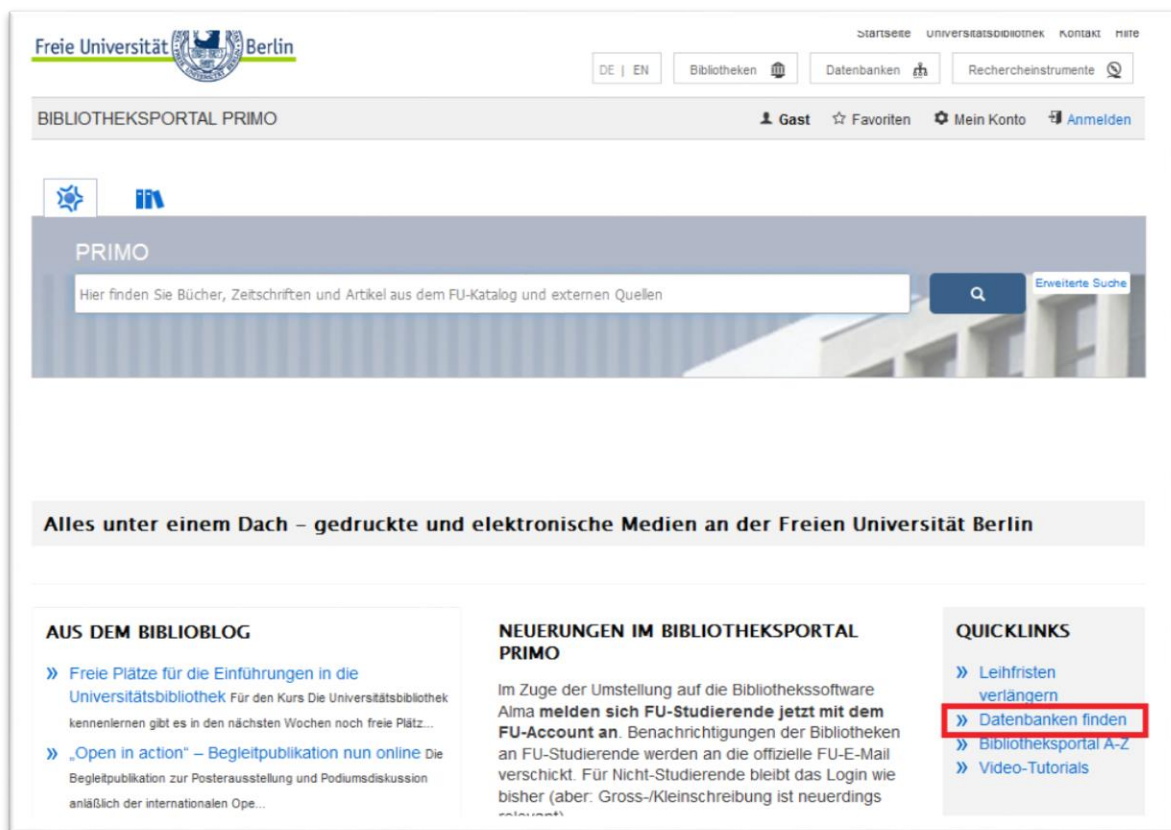 Freie Universität Berlin
Startseite Universitätsbibliothek Kontakt Hilfe
DE | EN Bibliotheken Datenbanken Rechercheinstrumente
BIBLIOTHEKSPORTAL PRIMO
Gast Favoriten Mein Konto Anmelden
PRIMO
Hier finden Sie Bücher, Zeitschriften und Artikel aus dem FU-Katalog und externen Quellen
Erweiterte Suche
Alles unter einem Dach – gedruckte und elektronische Medien an der Freien Universität Berlin
AUS DEM BIBLIOBLOG
» Freie Plätze für die Einführungen in die
Universitätsbibliothek Für den Kurs Die Universitätsbibliothek
kennenlernen gibt es in den nächsten Wochen noch freie Plätz...
» „Open in action“ – Begleitpublikation nun online Die
Begleitpublikation zur Posterausstellung und Podiumsdiskussion
anläßlich der internationalen Ope...
NEUERUNGEN IM BIBLIOTHEKSPORTAL
PRIMO
Im Zuge der Umstellung auf die Bibliothekssoftware
Alma melden sich FU-Studierende jetzt mit dem
FU-Account an. Benachrichtigungen der Bibliotheken
an FU-Studierende werden an die offizielle FU-E-Mail
verschickt. Für Nicht-Studierende bleibt das Login wie
bisher (aber: Gross-/Kleinschreibung ist neuerdings
relevant)
QUICKLINKS
» Leihfristen
verlängern
» Datenbanken finden
» Bibliotheksportal A-Z
» Video-Tutorials